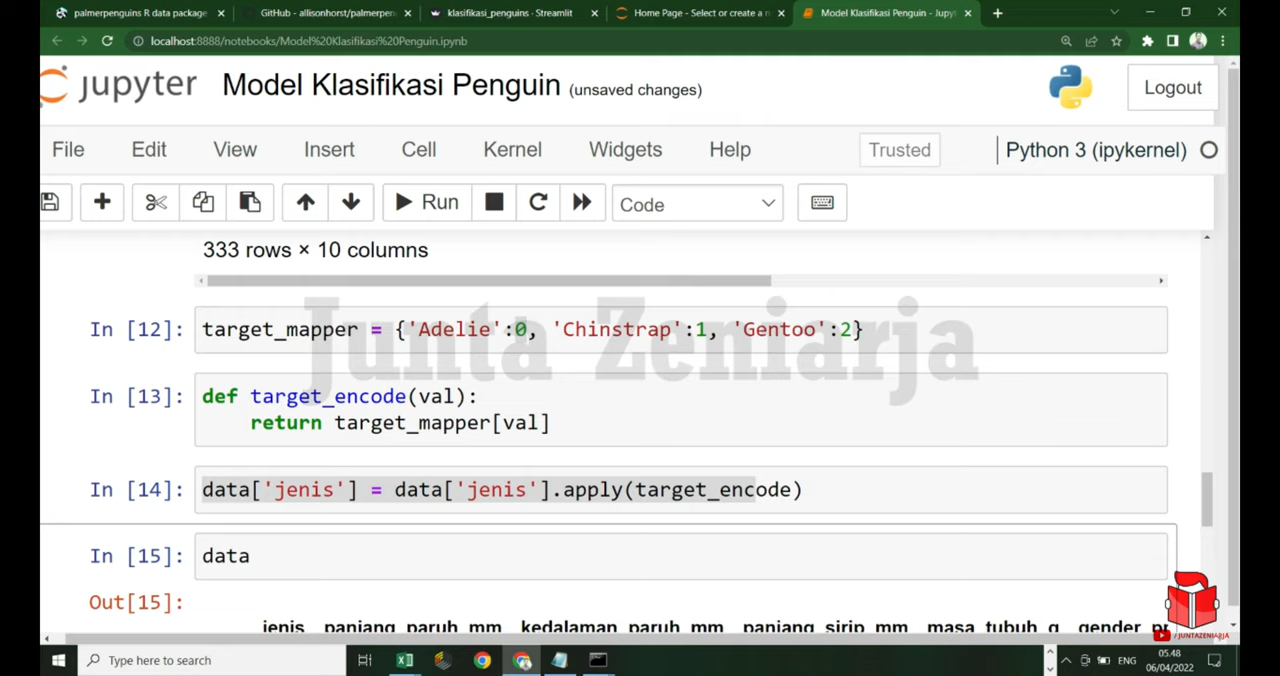 palmerpenguins R data package
GitHub - allisonhorst/palmerpen
klasifikasi_penguins · Streamlit
Home Page - Select or create a n
Model Klasifikasi Penguin - Jupyt
localhost:8888/notebooks/Model%20Klasifikasi%20Penguin.ipynb
jupyter Model Klasifikasi Penguin (unsaved changes)
Logout
File Edit View Insert Cell Kernel Widgets Help
Trusted
Python 3 (ipykernel)
Run
Code
333 rows × 10 columns
In [12]: target_mapper = {'Adelie':0, 'Chinstrap':1, 'Gentoo':2}
Junta Zeniarja
In [13]: def target_encode(val):
return target_mapper[val]
In [14]: data['jenis'] = data['jenis'].apply(target_encode)
In [15]: data
Out[15]:
jenis panjang_paruh_mm kedalaman_paruh_mm panjang_sirip_mm masa_tubuh_g gender_pr
/JUNTAZENIARJA
Type here to search
ENG
05.48
06/04/2022